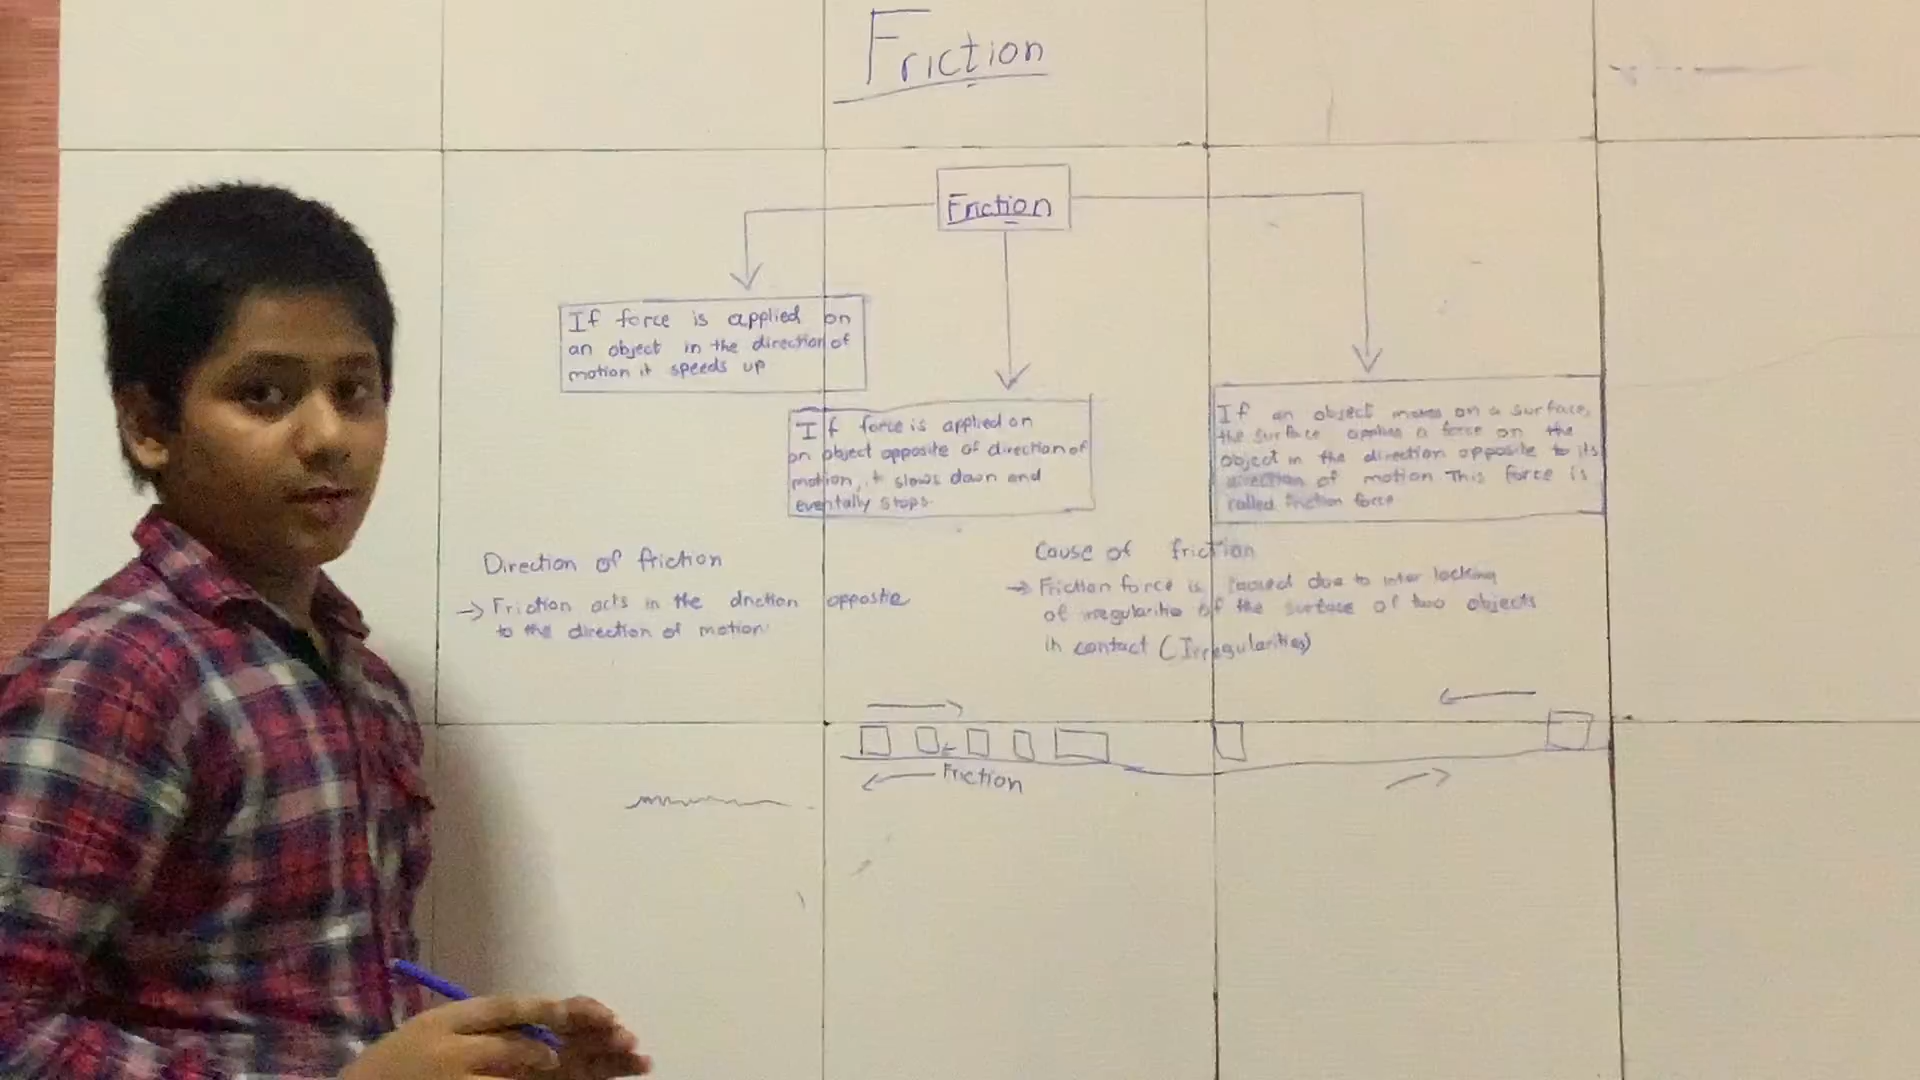 Friction
Friction
If force is applied on
an object in the direction of
motion it speeds up
If force is applied on
an object opposite of direction of
motion, it slows down and
eventally stops.
If an object moves on a surface,
the surface applies a force on the
object in the direction opposite to its
direction of motion This force is
called friction force
Direction of friction
→ Friction acts in the driction opposite
to the direction of motion
Cause of friction
→ Friction force is caused due to inter locking
of irregularitie of the surface of two objects
in contact (Irregularities)
Friction